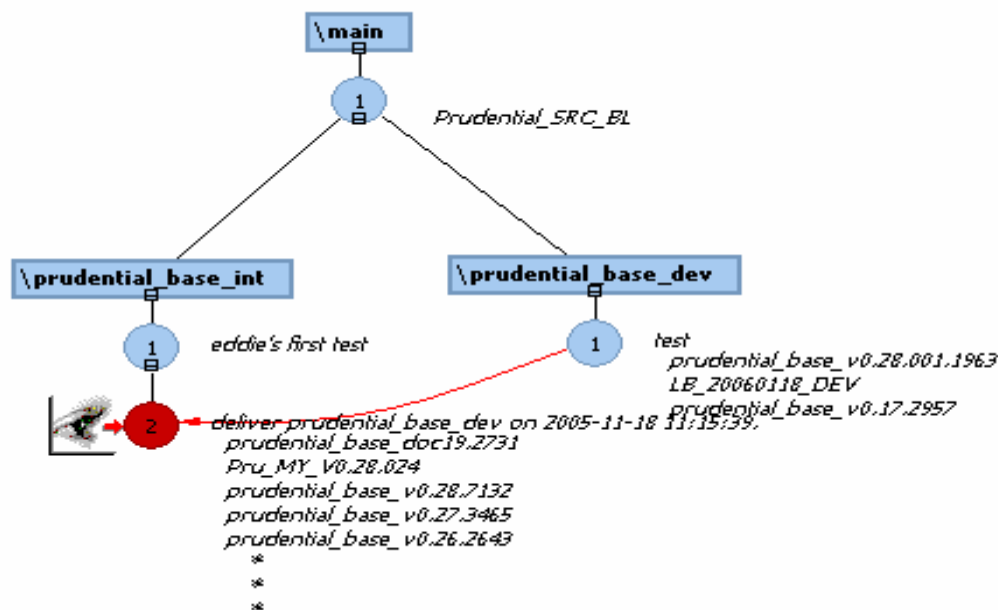 \main
1
Prudential_SRC_BL
\prudential_base_int
\prudential_base_dev
1
eddie's first test
1
test
prudential_base_v0.28.001.1963
LB_20060118_DEV
prudential_base_v0.17.2957
2
deliver prudential_base_dev on 2005-11-18 11:15:39.
prudential_base_doc19.2731
Pru_MY_V0.28.024
prudential_base_v0.28.7132
prudential_base_v0.27.3465
prudential_base_v0.26.2643
*
*
*